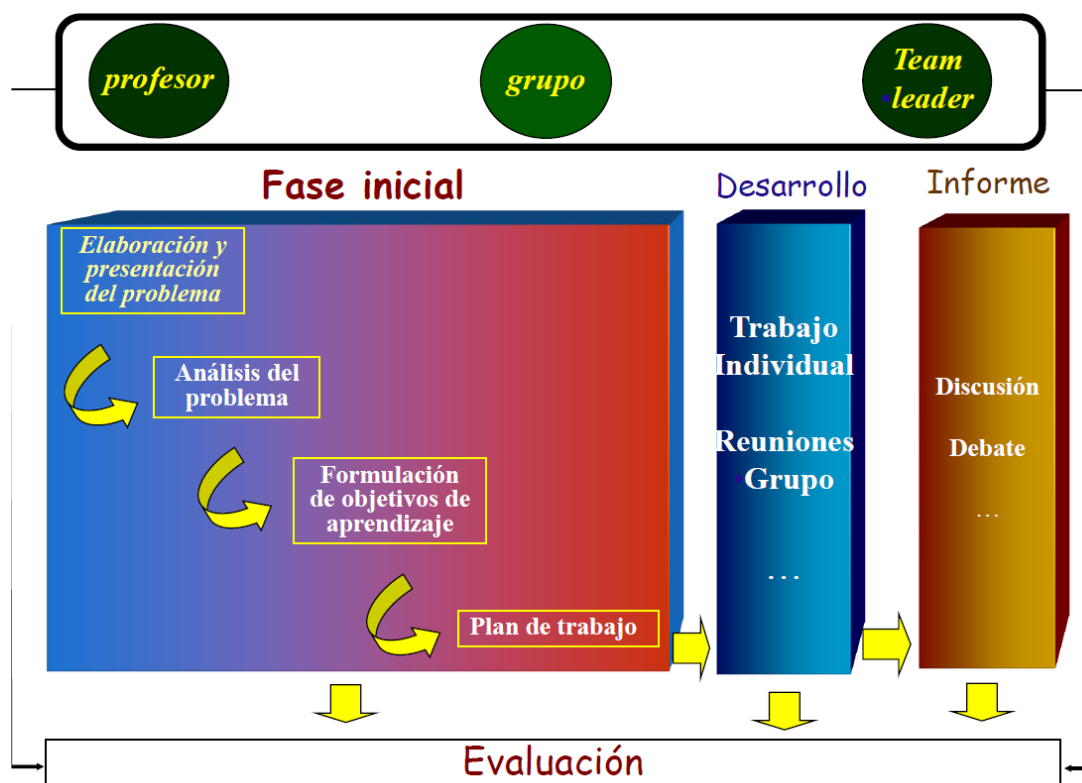 profesor
grupo
Team
leader
Fase inicial
Desarrollo
Informe
Elaboración y
presentación
del problema
Análisis del
problema
Formulación
de objetivos de
aprendizaje
Plan de trabajo
Trabajo
Individual
Reuniones
Grupo
...
Discusión
Debate
...
Evaluación